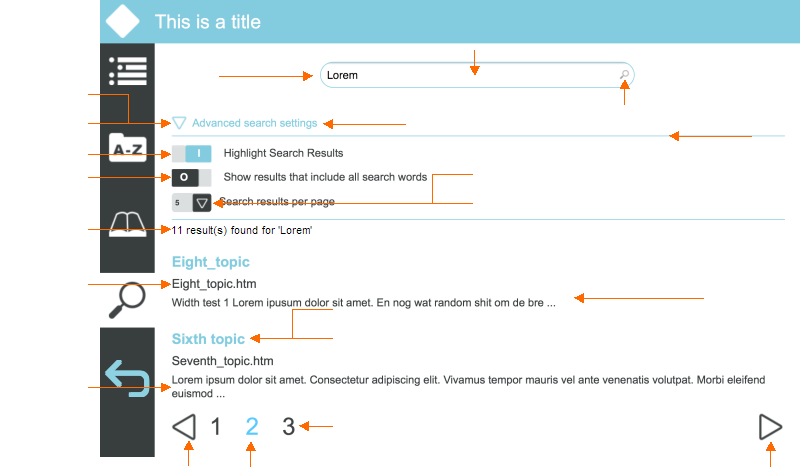 This is a title
Lorem
Advanced search settings
A-Z
I Highlight Search Results
O Show results that include all search words
5 Search results per page
11 result(s) found for 'Lorem'
Eight_topic
Eight_topic.htm
Width test 1 Lorem ipusum dolor sit amet. En nog wat random shit om de bre ...
Sixth topic
Seventh_topic.htm
Lorem ipsum dolor sit amet. Consectetur adipiscing elit. Vivamus tempor mauris vel ante venenatis volutpat. Morbi eleifend
euismod ...
1 2 3